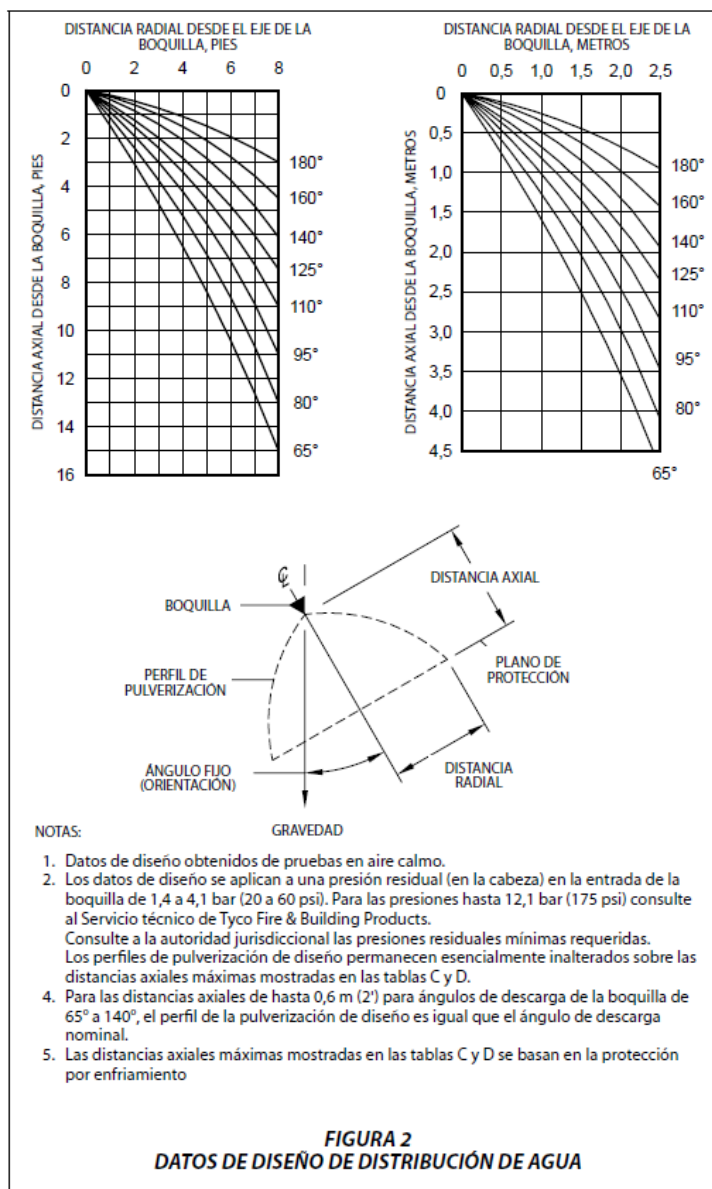 DISTANCIA RADIAL DESDE EL EJE DE LA
BOQUILLA, PIES
0 2 4 6 8
0
2
4
6
8
10
12
14
16
DISTANCIA AXIAL DESDE LA BOQUILLA, PIES
180°
160°
140°
125°
110°
95°
80°
65°
DISTANCIA RADIAL DESDE EL EJE DE LA
BOQUILLA, METROS
0 0,5 1,0 1,5 2,0 2,5
0
0,5
1,0
1,5
2,0
2,5
3,0
3,5
4,0
4,5
DISTANCIA AXIAL DESDE LA BOQUILLA, METROS
180°
160°
140°
125°
110°
95°
80°
65°
℄
BOQUILLA
DISTANCIA AXIAL
PERFIL DE
PULVERIZACIÓN
PLANO DE
PROTECCIÓN
ÁNGULO FIJO
(ORIENTACIÓN)
DISTANCIA
RADIAL
GRAVEDAD
NOTAS:
1. Datos de diseño obtenidos de pruebas en aire calmo.
2. Los datos de diseño se aplican a una presión residual (en la cabeza) en la entrada de la
boquilla de 1,4 a 4,1 bar (20 a 60 psi). Para las presiones hasta 12,1 bar (175 psi) consulte
al Servicio técnico de Tyco Fire & Building Products.
Consulte a la autoridad jurisdiccional las presiones residuales mínimas requeridas.
Los perfiles de pulverización de diseño permanecen esencialmente inalterados sobre las
distancias axiales máximas mostradas en las tablas C y D.
4. Para las distancias axiales de hasta 0,6 m (2') para ángulos de descarga de la boquilla de
65° a 140°, el perfil de la pulverización de diseño es igual que el ángulo de descarga
nominal.
5. Las distancias axiales máximas mostradas en las tablas C y D se basan en la protección
por enfriamiento
FIGURA 2
DATOS DE DISEÑO DE DISTRIBUCIÓN DE AGUA